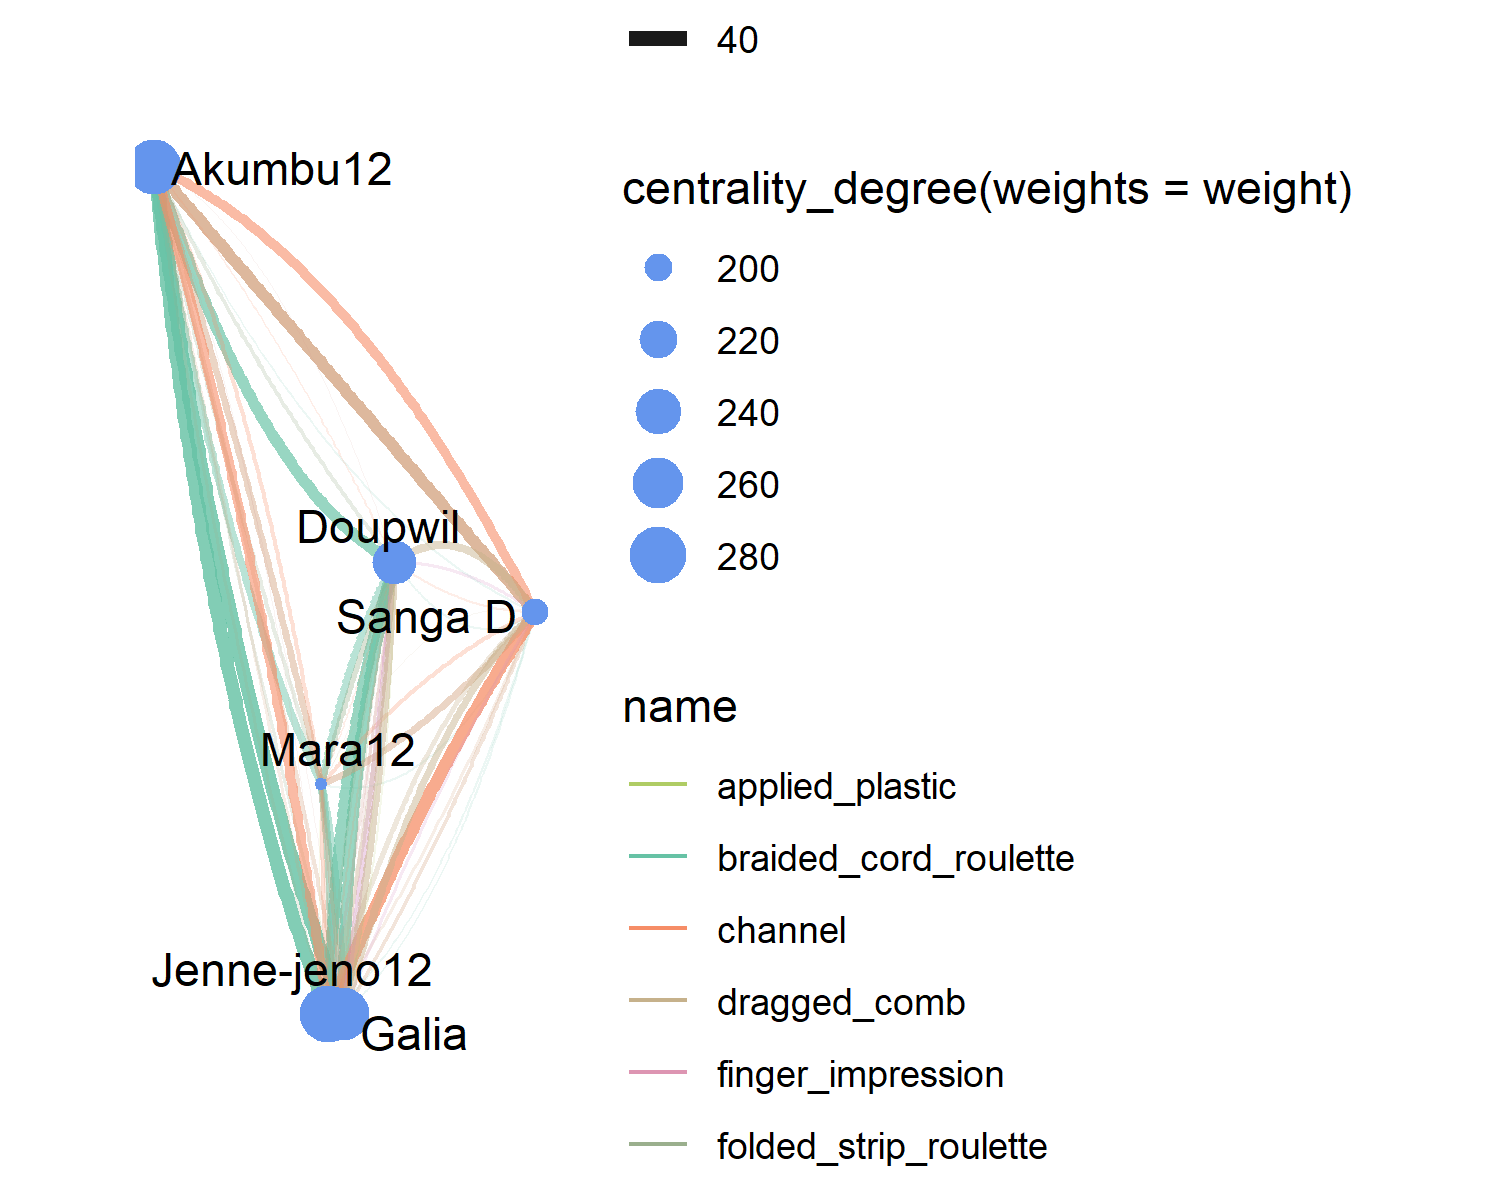 40
Akumbu12
centrality_degree(weights = weight)
200
220
240
260
280
Doupwil
Sanga D
Mara12
Jenne-jeno12
Galia
name
applied_plastic
braided_cord_roulette
channel
dragged_comb
finger_impression
folded_strip_roulette